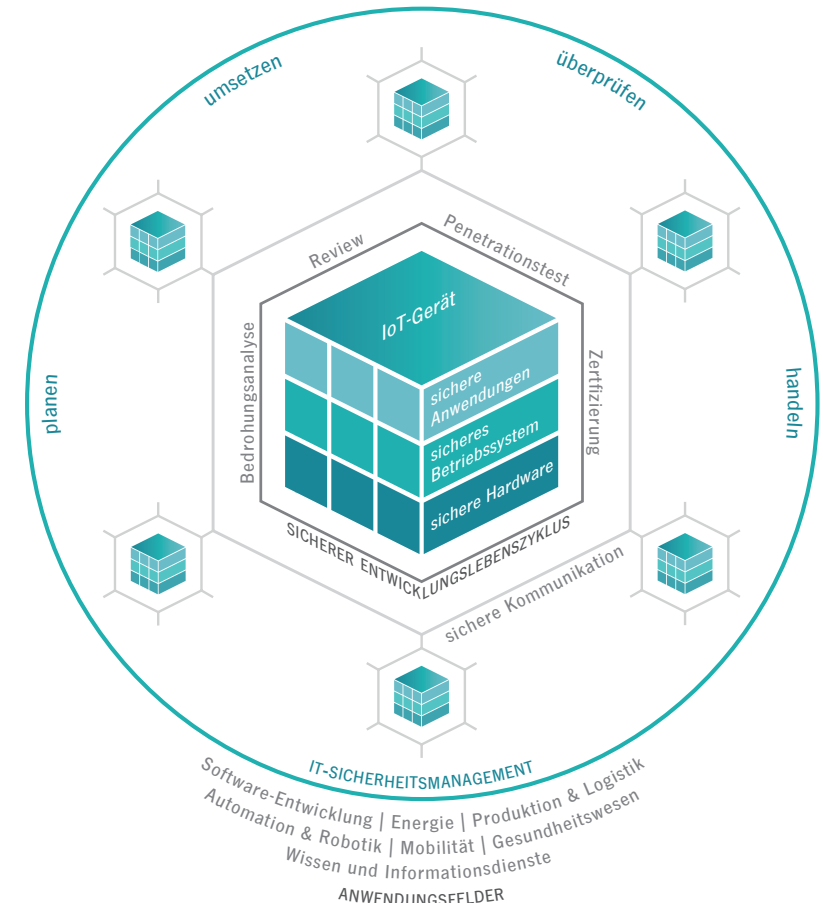 umsetzen
überprüfen
planen
handeln
Review
Penetrationstest
Bedrohungsanalyse
Zertfizierung
IoT-Gerät
sichere
Anwendungen
sicheres
Betriebssystem
sichere Hardware
SICHERER ENTWICKLUNGSLEBENSZYKLUS
sichere Kommunikation
IT-SICHERHEITSMANAGEMENT
Software-Entwicklung | Energie | Produktion & Logistik
Automation & Robotik | Mobilität | Gesundheitswesen
Wissen und Informationsdienste
ANWENDUNGSFELDER